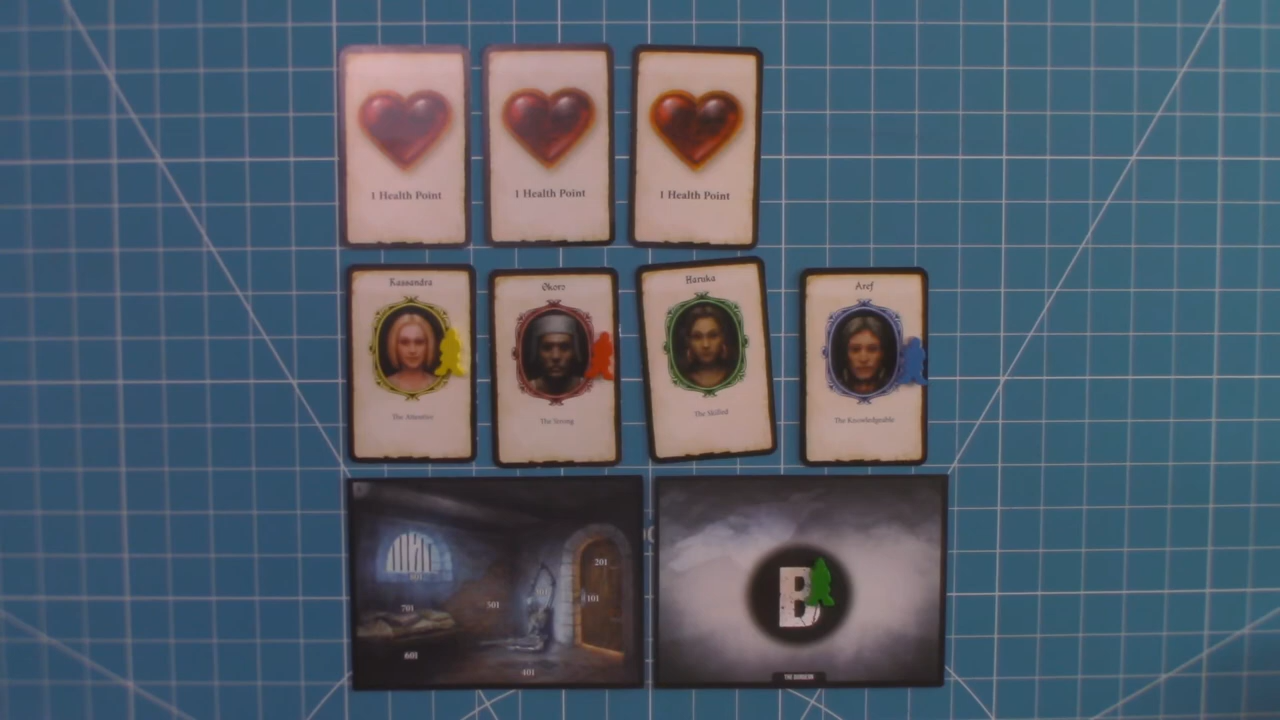 1 Health Point
1 Health Point
1 Health Point
Kassandra
The Attentive
Okoro
The Strong
Haruka
The Skilled
Aref
The Knowledgeable
201
101
501
701
601
401
B
THE DUNGEON